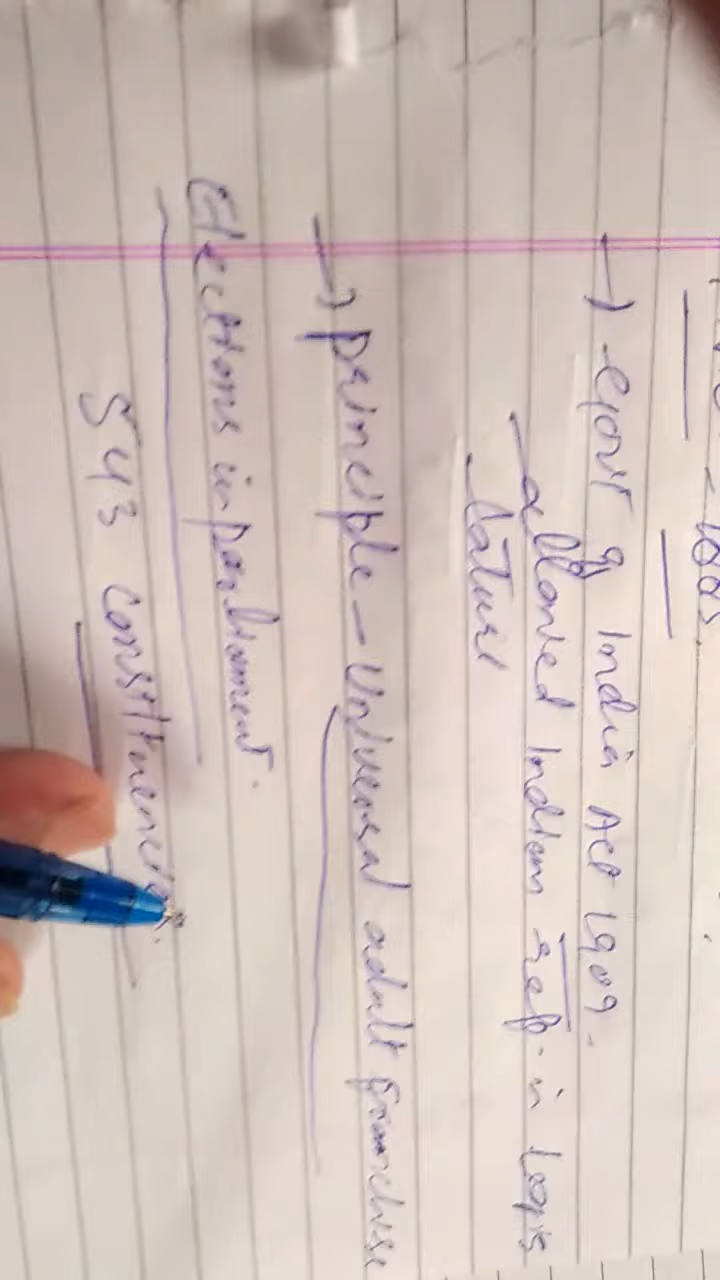 → Govt of India Act 1909.
- allowed Indian rep. in Legis
- lature
→ principle - Universal adult franchise
Elections in parliament.
543 constituencies.